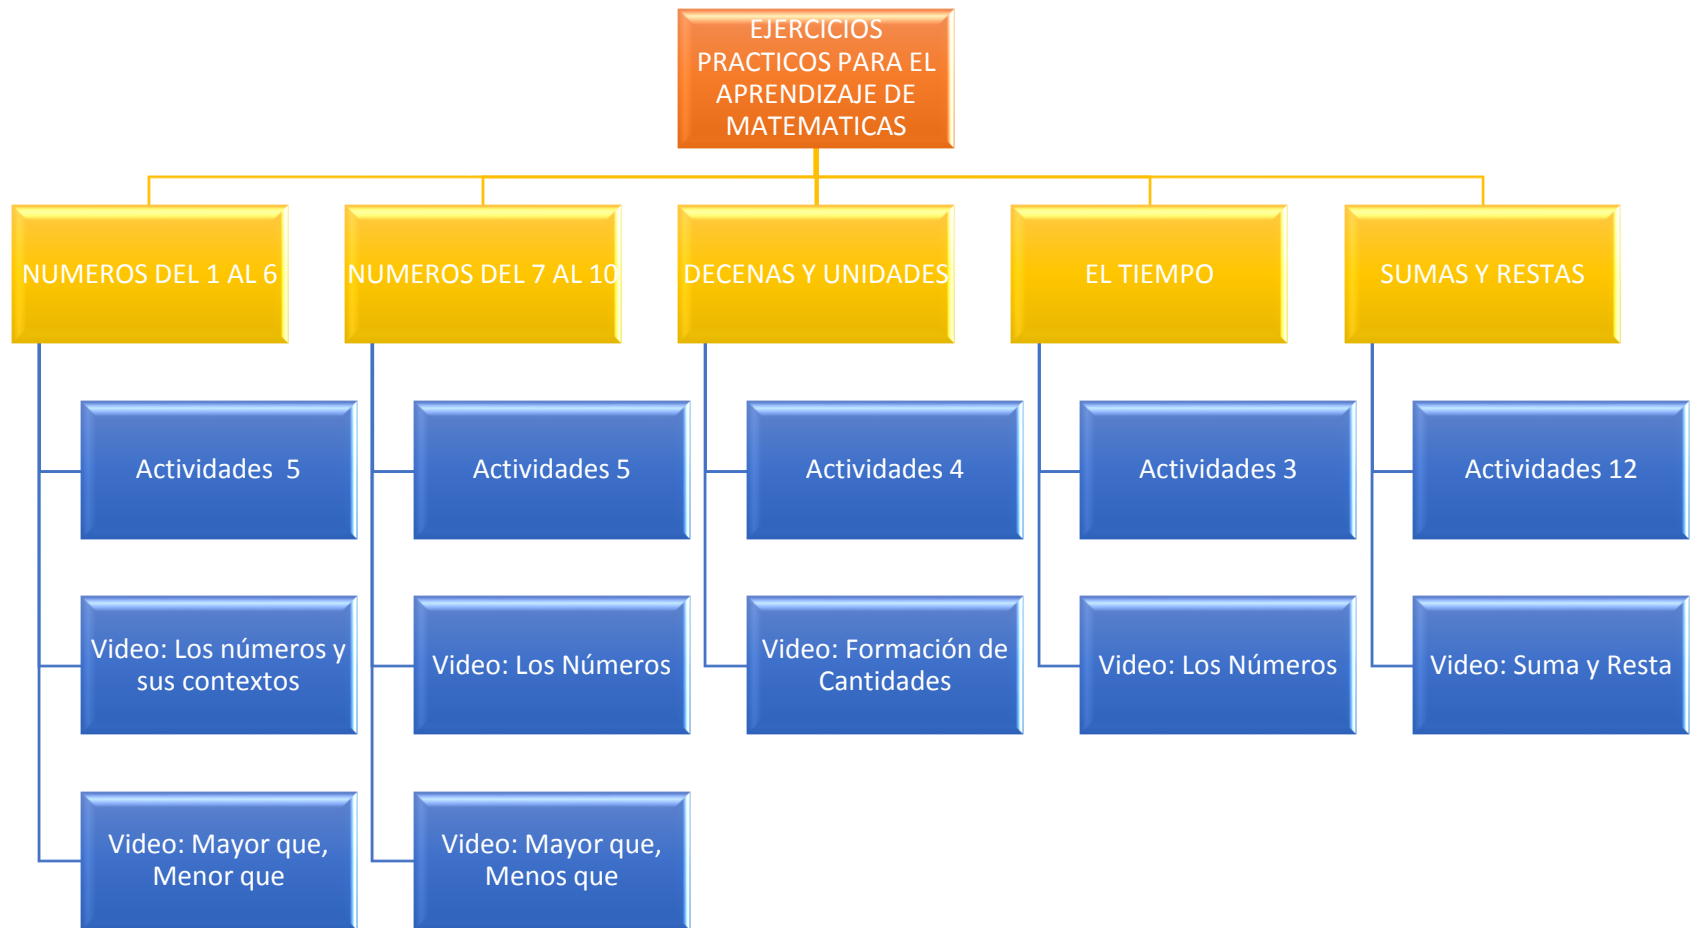 EJERCICIOS
PRACTICOS PARA EL
APRENDIZAJE DE
MATEMATICAS
NUMEROS DEL 1 AL 6
NUMEROS DEL 7 AL 10
DECENAS Y UNIDADES
EL TIEMPO
SUMAS Y RESTAS
Actividades 5
Actividades 5
Actividades 4
Actividades 3
Actividades 12
Video: Los números y
sus contextos
Video: Los Números
Video: Formación de
Cantidades
Video: Los Números
Video: Suma y Resta
Video: Mayor que,
Menor que
Video: Mayor que,
Menos que